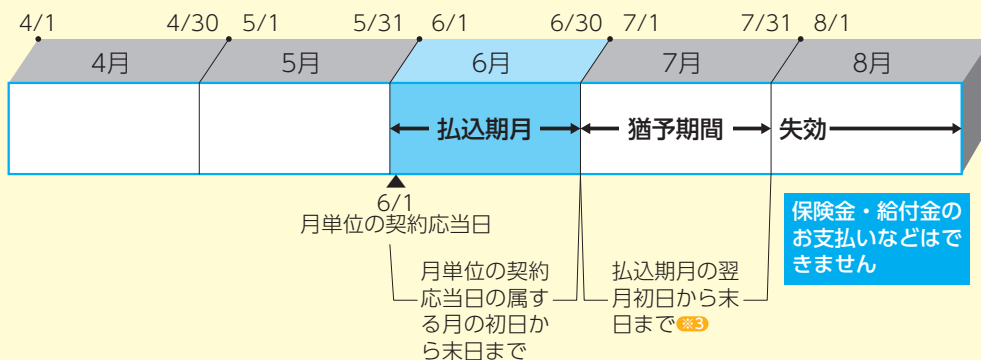 4/1 4/30 5/1 5/31 6/1 6/30 7/1 7/31 8/1
4月 5月 6月 7月 8月
払込期月 猶予期間 失効
6/1
月単位の契約応当日
保険金・給付金の
お支払いなどはで
きません
月単位の契約
応当日の属す
る月の初日か
ら末日まで
払込期月の翌
月初日から末
日まで※3